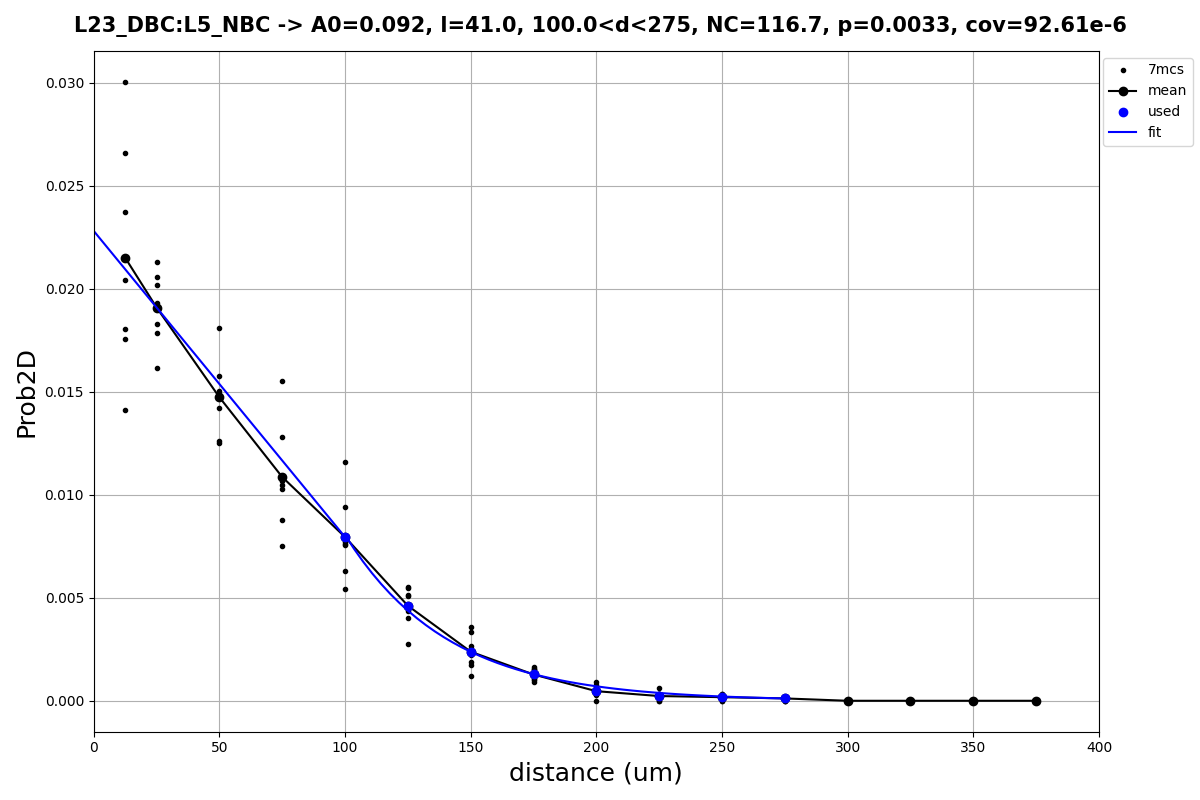 L23_DBC:L5_NBC -> A0=0.092, l=41.0, 100.0<d<275, NC=116.7, p=0.0033, cov=92.61e-6
7mcs
mean
used
fit
0.030
0.025
0.020
0.015
0.010
0.005
0.000
Prob2D
0 50 100 150 200 250 300 350 400
distance (um)